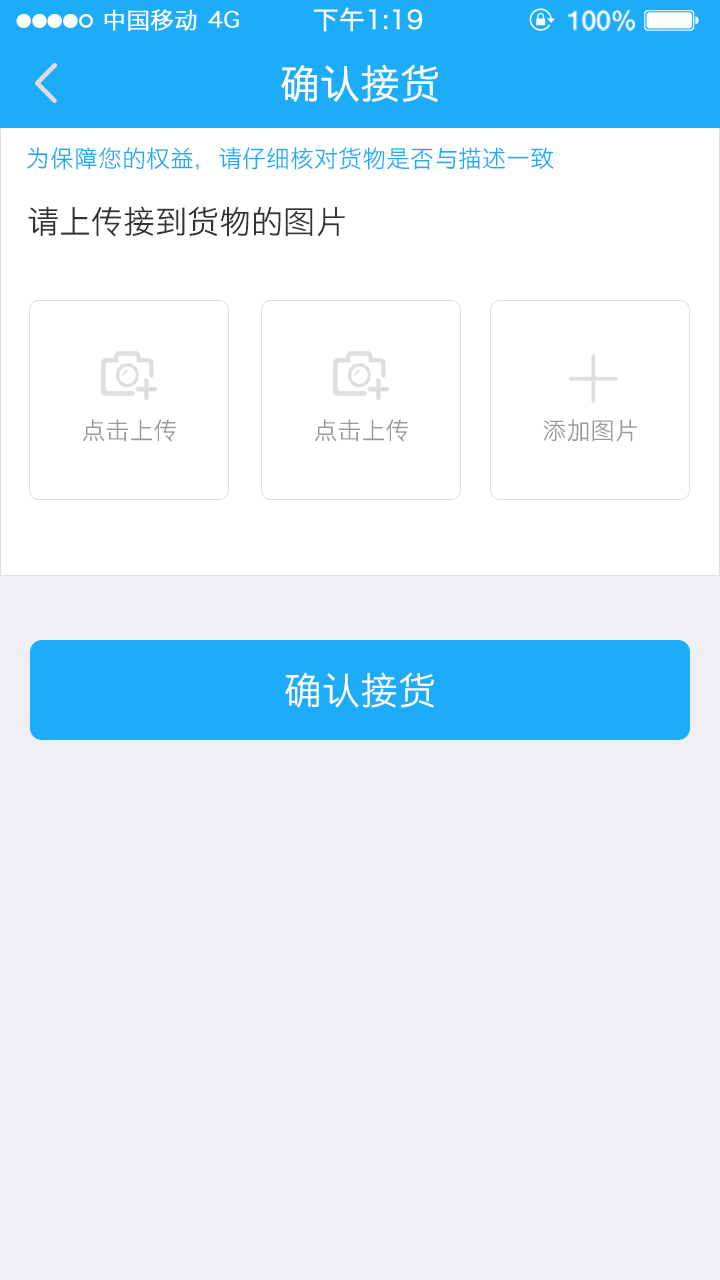 中国移动 4G 下午1:19 100%
确认接货
为保障您的权益，请仔细核对货物是否与描述一致
请上传接到货物的图片
点击上传 点击上传 添加图片
确认接货